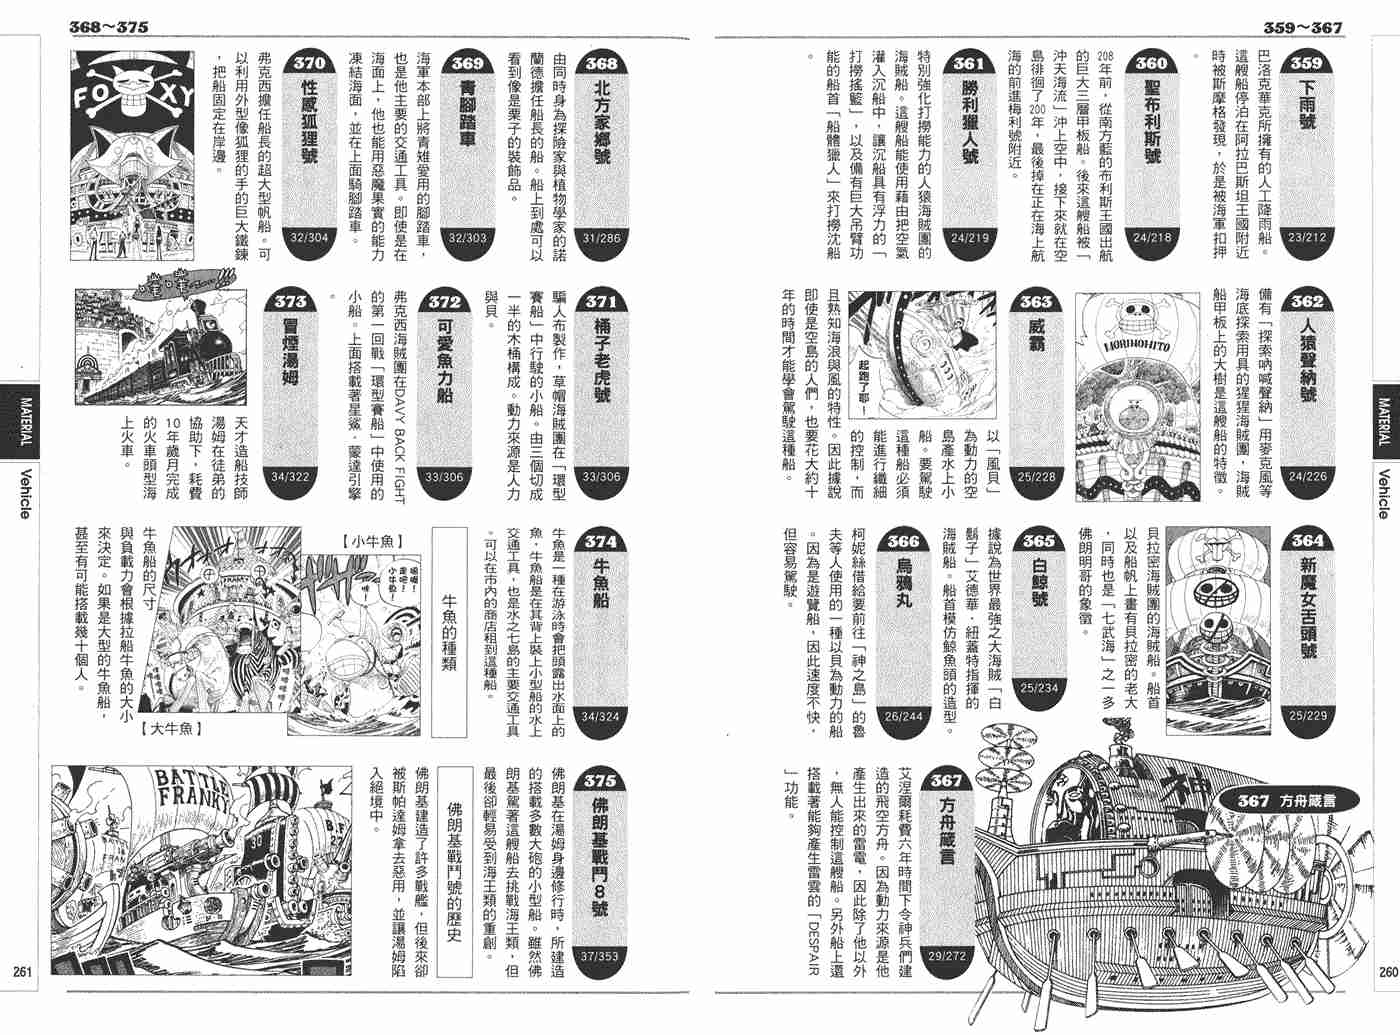 359～367
359
下雨號
23/212
巴洛克華克所擁有的人工降雨船。
這艘船停泊在阿拉巴斯坦王國附近
時被斯摩格發現，於是被海軍扣押
。
360
聖布利斯號
24/218
208年前，從南方藍的布利斯王國出航
的巨大三層甲板船。後來這艘船被「
沖天海流」沖上空中，接下來就在空
島徘徊了200年，最後掉在正在海上航
海的前進梅利號附近。
361
勝利獵人號
24/219
特別強化打撈能力的人猿海賊團的
海賊船。這艘船能使用藉由把空氣
灌入沉船中，讓沉船具有浮力的「
打撈搖籃」，以及備有巨大吊臂功
能的船首「船體獵人」來打撈沈船
。
362
人猿聲納號
24/226
備有「探索吶喊聲納」用麥克風等
海底探索用具的猩猩海賊團，海賊
船甲板上的大樹是這艘船的特徵。
MORINOHITO
363
威霸
25/228
起跑了耶！
以「風貝」
為動力的空
島產水上小
船。要駕駛
這種船必須
能進行纖細
的控制，而
且熟知海浪與風的特性。因此據說
即使是空島的人們，也要花大約十
年的時間才能學會駕駛這種船。
364
新魔女舌頭號
25/229
貝拉密海賊團的海賊船。船首
以及船帆上畫有貝拉密的老大
，同時也是「七武海」之一多
佛朗明哥的象徵。
365
白鯨號
25/234
據說為世界最強之大海賊「白
鬍子」艾德華．紐蓋特指揮的
海賊船。船首模仿鯨魚頭的造型。
366
烏鴉丸
26/244
柯妮絲借給要前往「神之島」的魯
夫等人使用的一種以貝為動力的船
。因為是遊覽船，因此速度不快，
但容易駕駛。
367
方舟箴言
29/272
艾涅爾耗費六年時間下令神兵們建
造的飛空方舟。因為動力來源是他
產生出來的雷電，因此除了他以外
，無人能控制這艘船。另外船上還
搭載著能夠產生雷雲的「DESPAIR
」功能。
神
367 方舟箴言
MATERIAL
Vehicle
260
368～375
368
北方家鄉號
31/286
由同時身為探險家與植物學家的諾
蘭德擔任船長的船。船上到處可以
看到像是栗子的裝飾品。
369
青腳踏車
32/303
海軍本部上將青雉愛用的腳踏車，
也是他主要的交通工具。即使是在
海面上，他也能用惡魔果實的能力
凍結海面，並在上面騎腳踏車。
370
性感狐狸號
32/304
弗克西擔任船長的超大型帆船。可
以利用外型像狐狸的手的巨大鐵鍊
，把船固定在岸邊。
FOXY
371
桶子老虎號
33/306
騙人布製作，草帽海賊團在「環型
賽船」中行駛的小船。由三個切成
一半的木桶構成。動力來源是人力
與貝。
372
可愛魚力船
33/306
弗克西海賊團在DAVY BACK FIGHT
的第一回戰「環型賽船」中使用的
小船。上面搭載著星鯊．蒙達引擎
。
373
冒煙湯姆
34/322
天才造船技師
湯姆在徒弟的
協助下，耗費
10年歲月完成
的火車頭型海
上火車。
374
牛魚船
34/324
牛魚是一種在游泳時會把頭露出水面上的
魚，牛魚船是在其背上裝上小型船的水上
交通工具，也是水之七島的主要交通工具
。可以在市內的商店租到這種船。
牛魚的種類
【小牛魚】
【大牛魚】
FRANKY
牛魚船的尺寸
與負載力會根據拉船牛魚的大小
來決定。如果是大型的牛魚船，
甚至有可能搭載幾十個人。
375
佛朗基戰鬥8號
37/353
佛朗基在湯姆身邊修行時，所建造
的搭載多數大砲的小型船。雖然佛
朗基駕著這艘船去挑戰海王類，但
最後卻輕易受到海王類的重創。
佛朗基戰鬥號的歷史
佛朗基建造了許多戰艦，但後來卻
被斯帕達姆拿去惡用，並讓湯姆陷
入絕境中。
BATTLE
FRANKY
BATTLE
FRANKY
30
MATERIAL
Vehicle
261